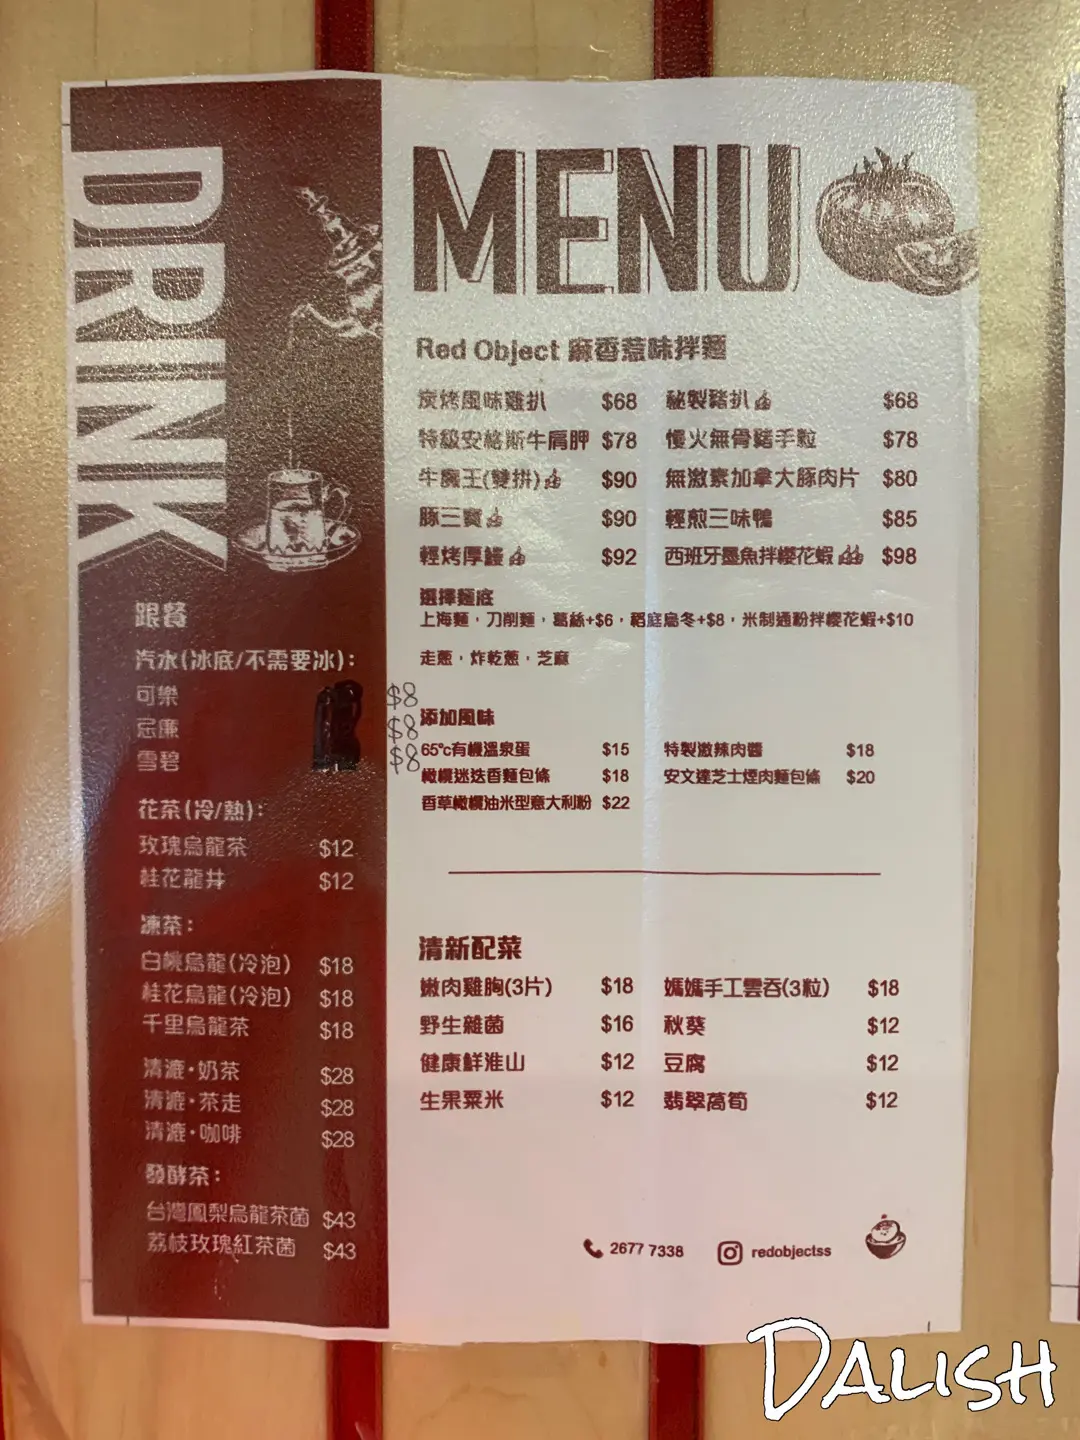 DRINK
跟餐
汽水(冰底/不需要冰):
可樂 $8
忌廉 $8
雪碧 $8
花茶(冷/熱):
玫瑰烏龍茶 $12
桂花龍井 $12
凍茶:
白桃烏龍(冷泡) $18
桂花烏龍(冷泡) $18
千里烏龍茶 $18
清漉·奶茶 $28
清漉·茶走 $28
清漉·咖啡 $28
發酵茶:
台灣鳳梨烏龍茶菌 $43
荔枝玫瑰紅茶菌 $43
MENU
Red Object 麻香惹味拌麵
炭烤風味雞扒 $68 秘製豬扒 $68
特級安格斯牛肩胛 $78 慢火無骨豬手粒 $78
牛魔王(雙拼) $90 無激素加拿大豚肉片 $80
豚三寶 $90 輕煎三味鴨 $85
輕烤厚鰻 $92 西班牙墨魚拌櫻花蝦 $98
選擇麵底
上海麵，刀削麵，葛絲+$6，稻庭烏冬+$8，米制通粉拌櫻花蝦+$10
走蔥，炸乾蔥，芝麻
添加風味
65°c有機溫泉蛋 $15 特製激辣肉醬 $18
橄欖迷迭香麵包條 $18 安文達芝士煙肉麵包條 $20
香草橄欖油米型意大利粉 $22
清新配菜
嫩肉雞胸(3片) $18 媽媽手工雲吞(3粒) $18
野生雜菌 $16 秋葵 $12
健康鮮淮山 $12 豆腐 $12
生果粟米 $12 翡翠萵筍 $12
2677 7338 redobjectss
DALISH